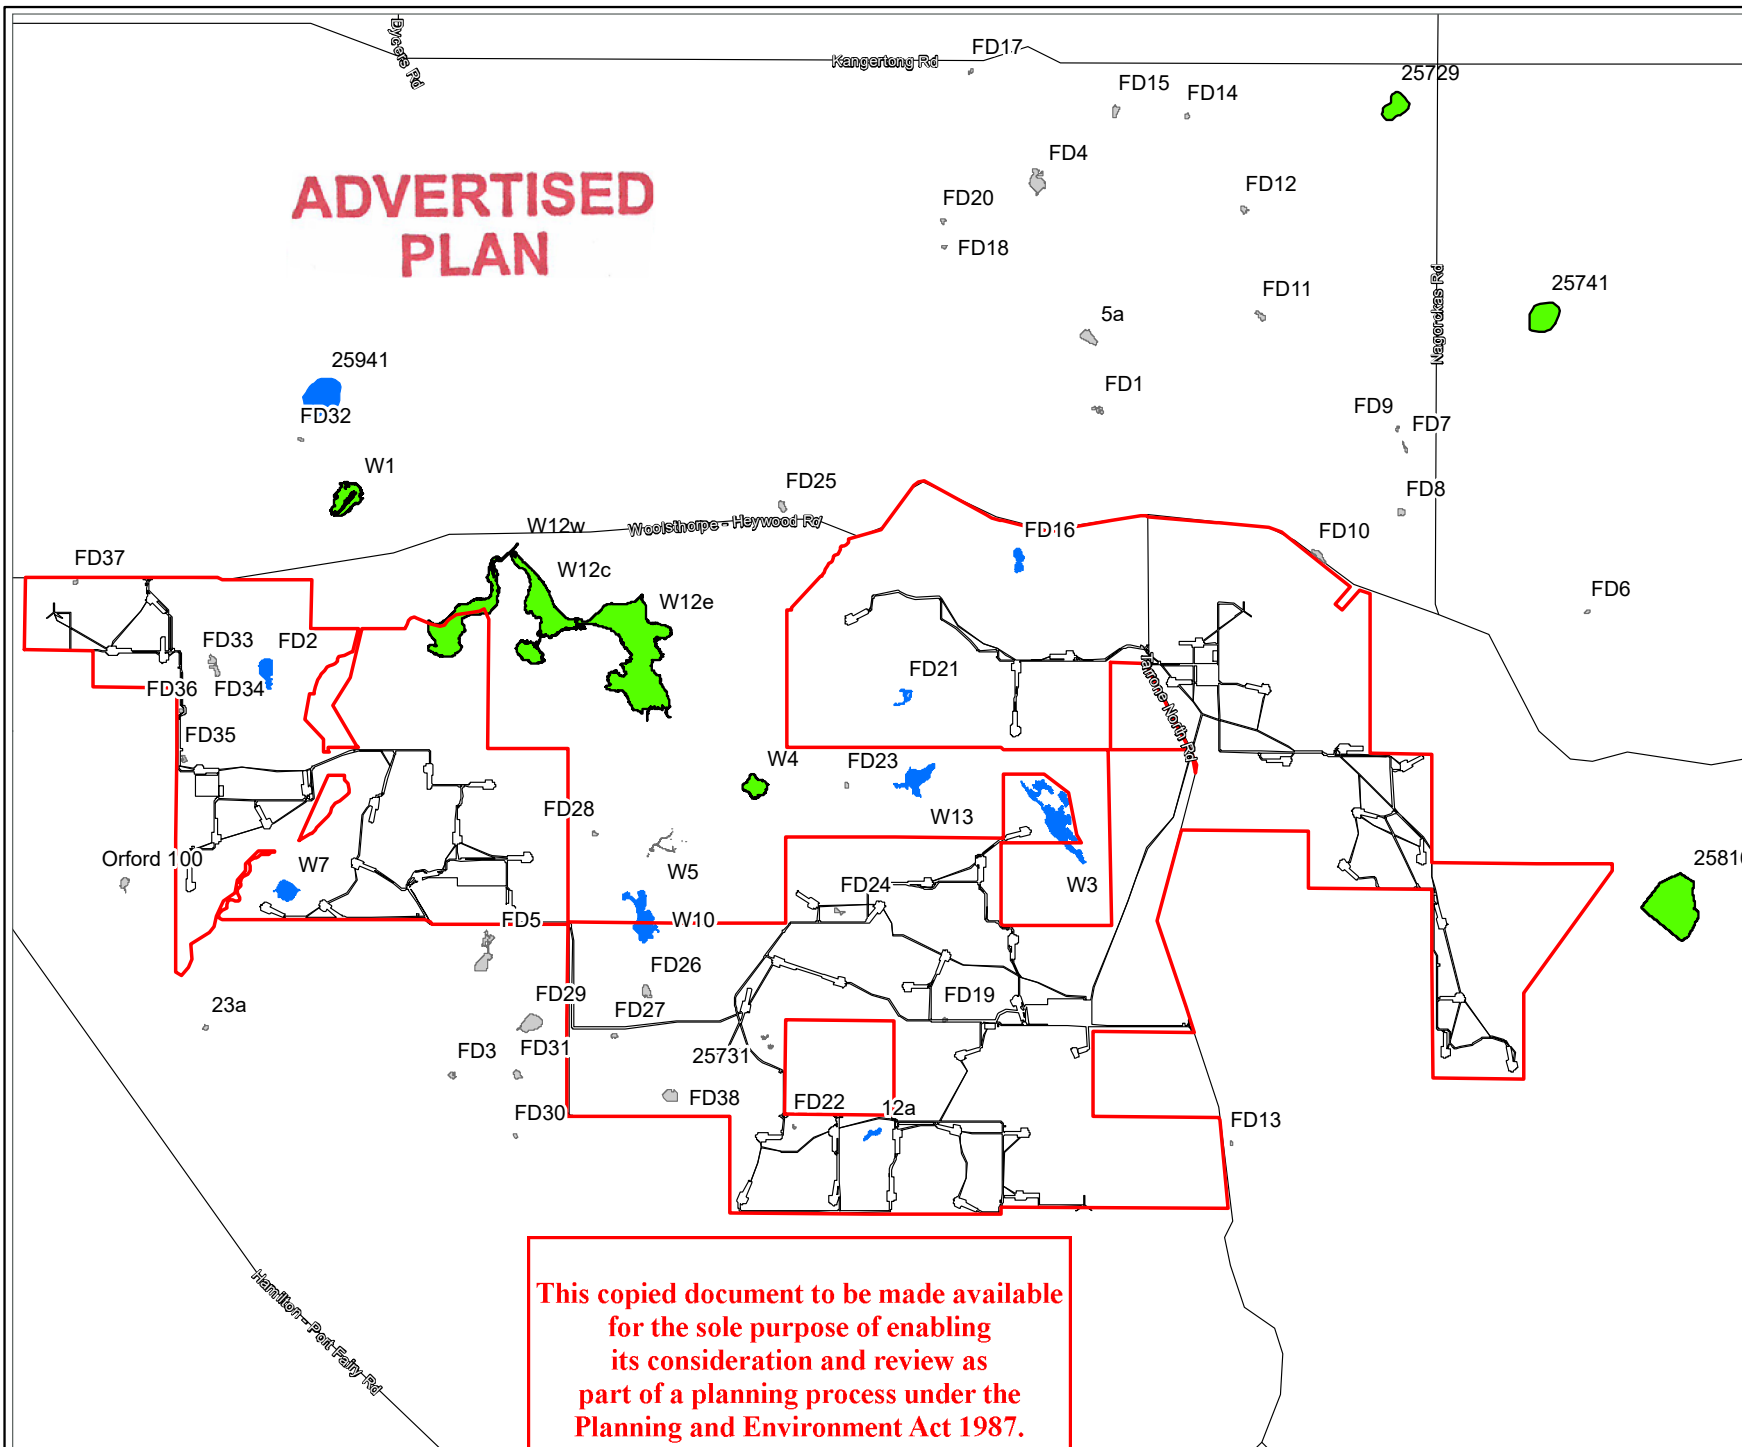 Dyers Rd
Kangertong Rd
FD17
25729
FD15
FD14
ADVERTISED
PLAN
FD4
FD12
FD20
FD18
Nagorckas Rd
25741
FD11
5a
25941
FD32
FD1
FD9
FD7
W1
FD25
FD8
W12w
Woolsthorpe - Heywood Rd
FD16
FD10
FD37
W12c
W12e
FD6
FD33
FD2
FD21
Tarrone North Rd
FD36
FD34
FD35
W4
FD23
FD28
W13
Orford 100
W7
W5
FD24
W3
FD5
W10
FD26
FD29
FD27
FD19
23a
FD3
FD31
25731
FD38
FD22
12a
FD30
FD13
Hamilton - Port Fairy Rd
This copied document to be made available
for the sole purpose of enabling
its consideration and review as
part of a planning process under the
Planning and Environment Act 1987.